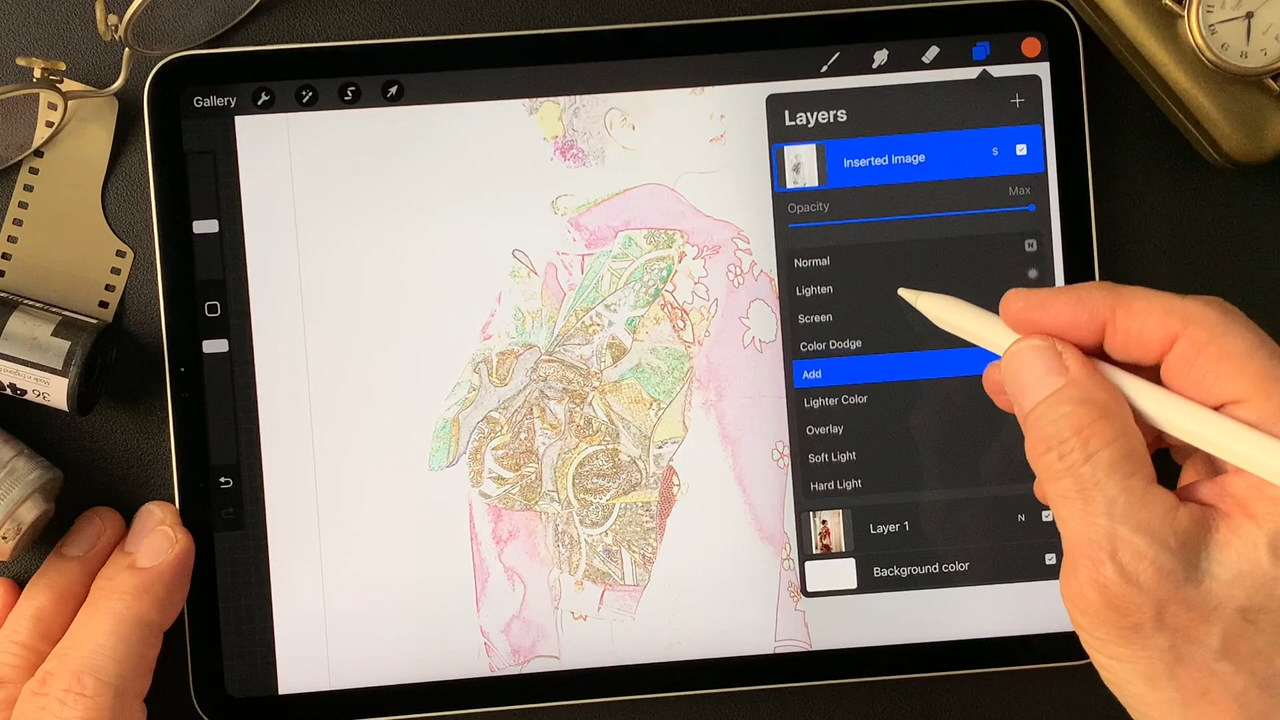 Gallery
Layers
Inserted Image S
Opacity Max
Normal N
Lighten
Screen
Color Dodge
Add
Lighter Color
Overlay
Soft Light
Hard Light
Layer 1 N
Background color
36